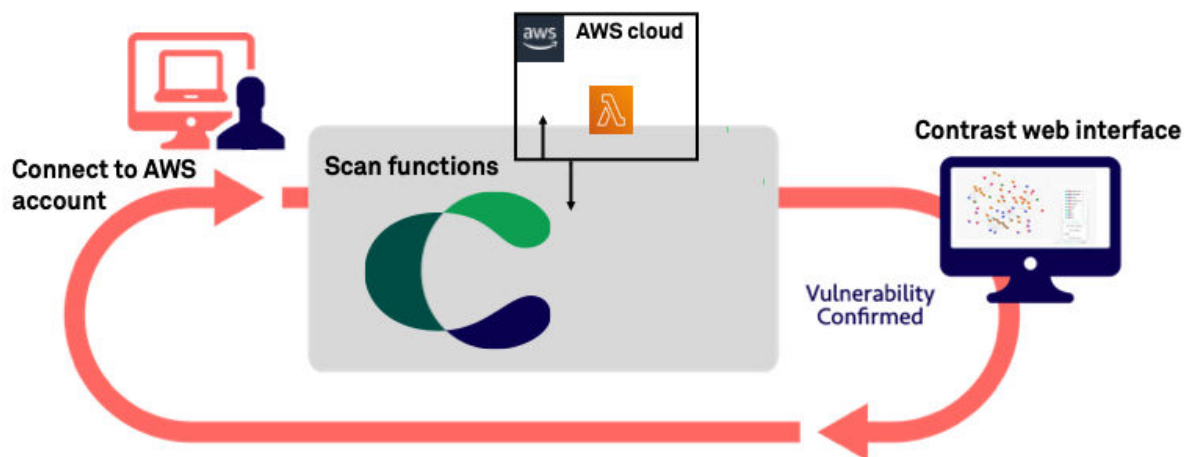 aws
AWS cloud
Connect to AWS
account
Scan functions
Contrast web interface
Vulnerability
Confirmed